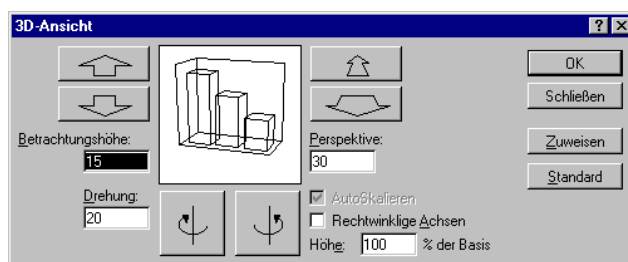 3D-Ansicht
OK
Schließen
Betrachtungshöhe:
15
Perspektive:
30
Zuweisen
Standard
Drehung:
20
AutoSkalieren
Rechtwinklige Achsen
Höhe: 100 % der Basis